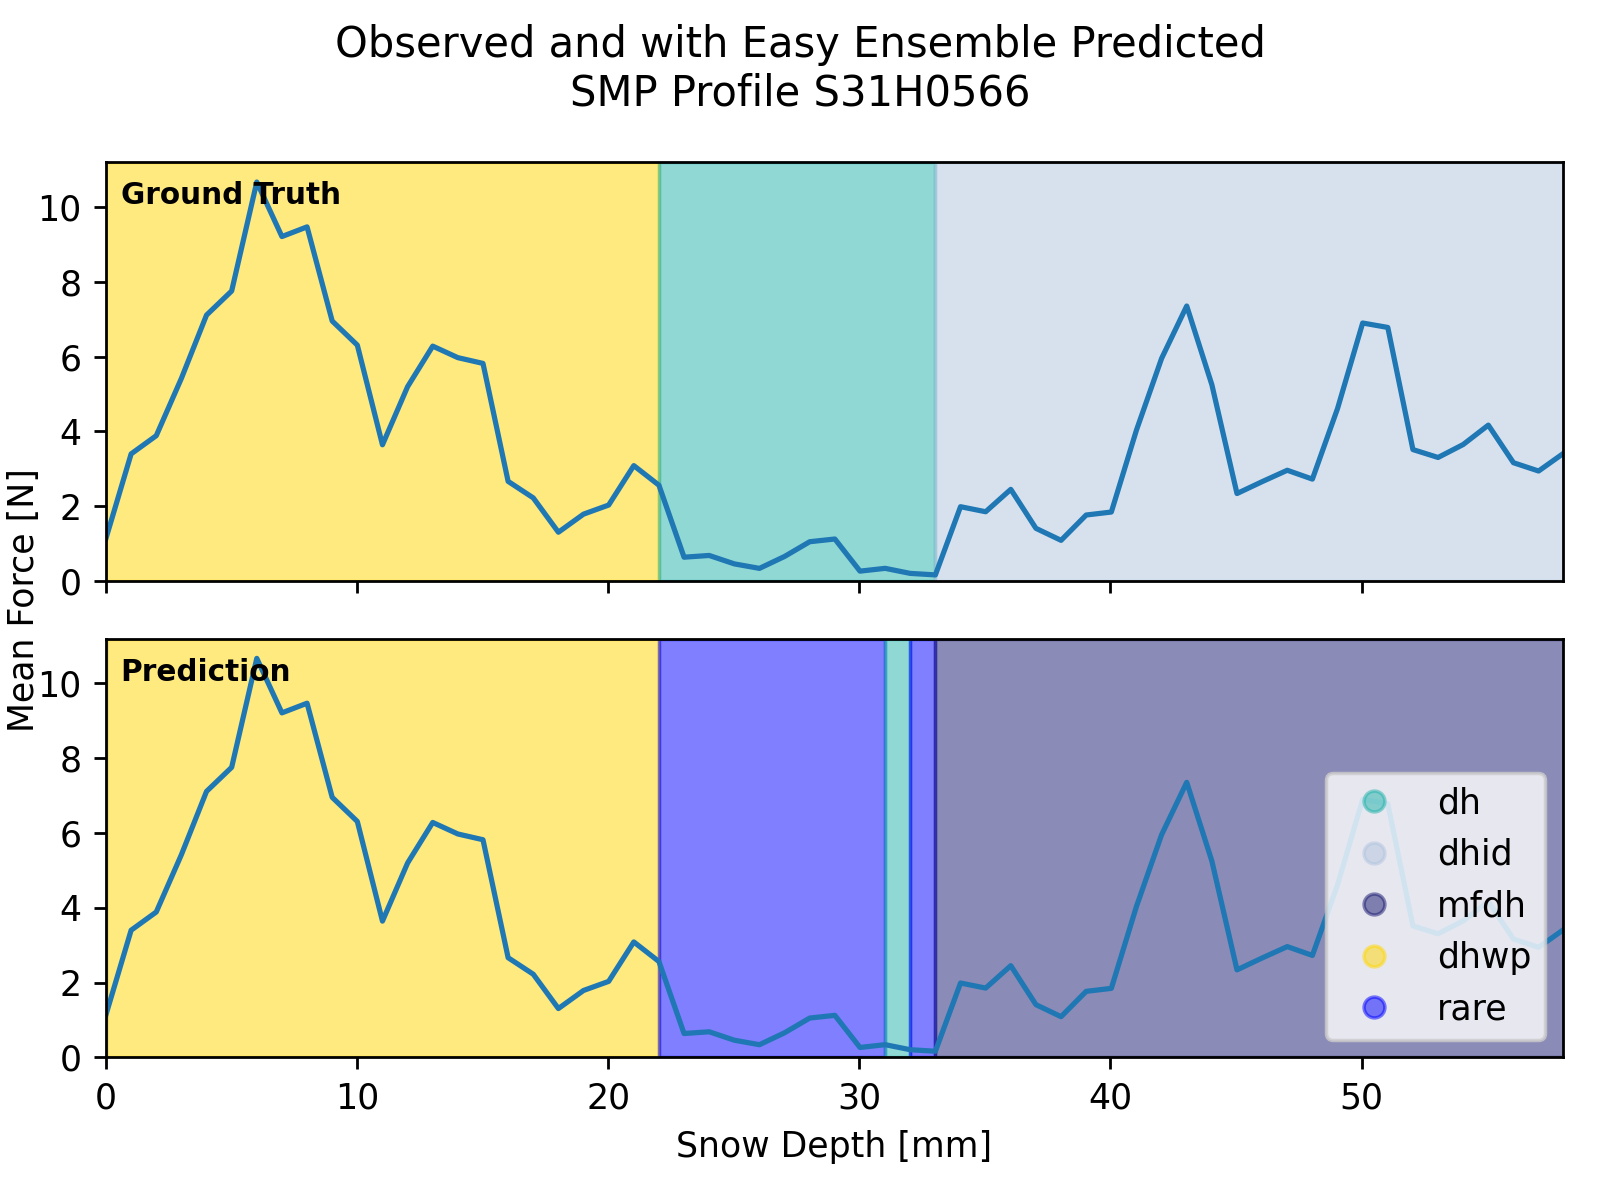 Observed and with Easy Ensemble Predicted
SMP Profile S31H0566
Ground Truth
10
8
6
4
2
0
Mean Force [N]
Prediction
10
8
6
4
2
0
dh
dhid
mfdh
dhwp
rare
0 10 20 30 40 50
Snow Depth [mm]